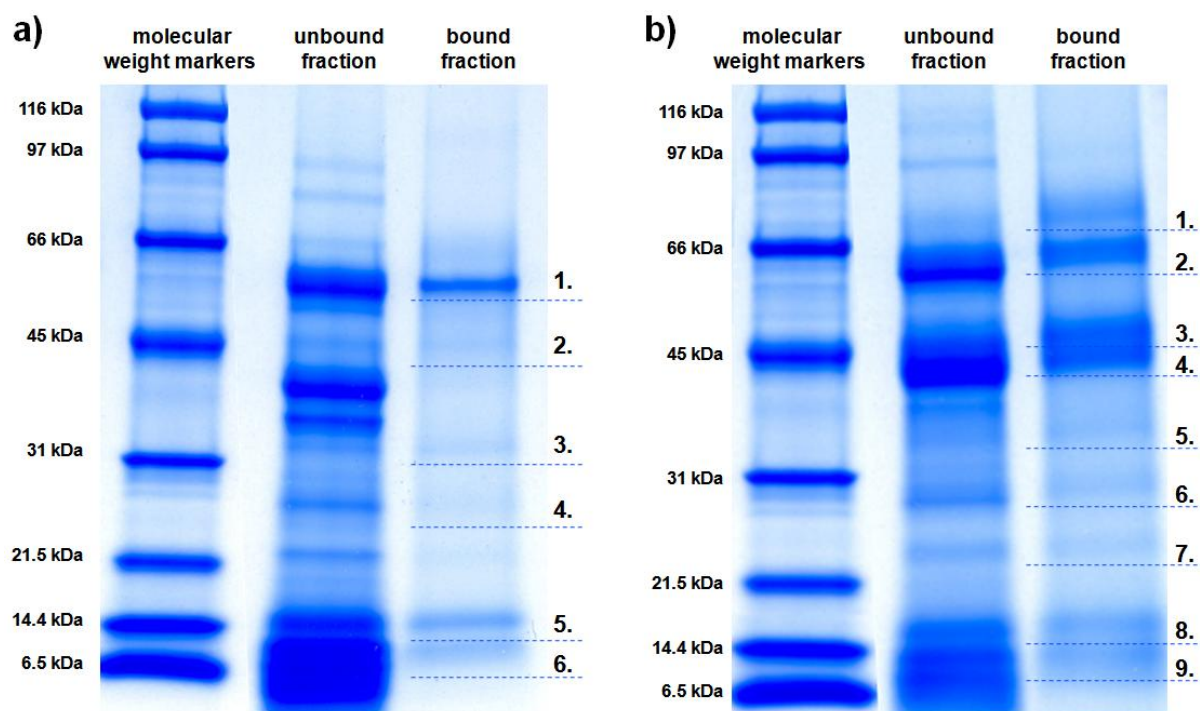 a)
molecular
weight markers
unbound
fraction
bound
fraction
116 kDa
97 kDa
66 kDa
45 kDa
31 kDa
21.5 kDa
14.4 kDa
6.5 kDa
1.
2.
3.
4.
5.
6.
b)
molecular
weight markers
unbound
fraction
bound
fraction
116 kDa
97 kDa
66 kDa
45 kDa
31 kDa
21.5 kDa
14.4 kDa
6.5 kDa
1.
2.
3.
4.
5.
6.
7.
8.
9.